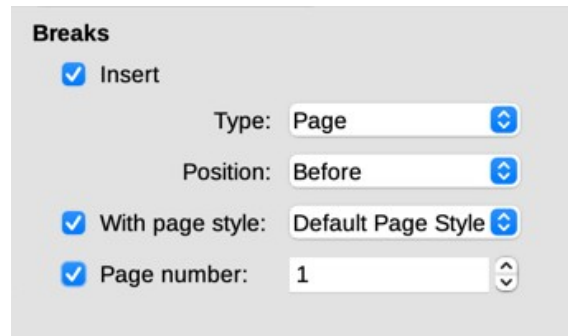 Breaks
Insert
Type: Page
Position: Before
With page style: Default Page Style
Page number: 1